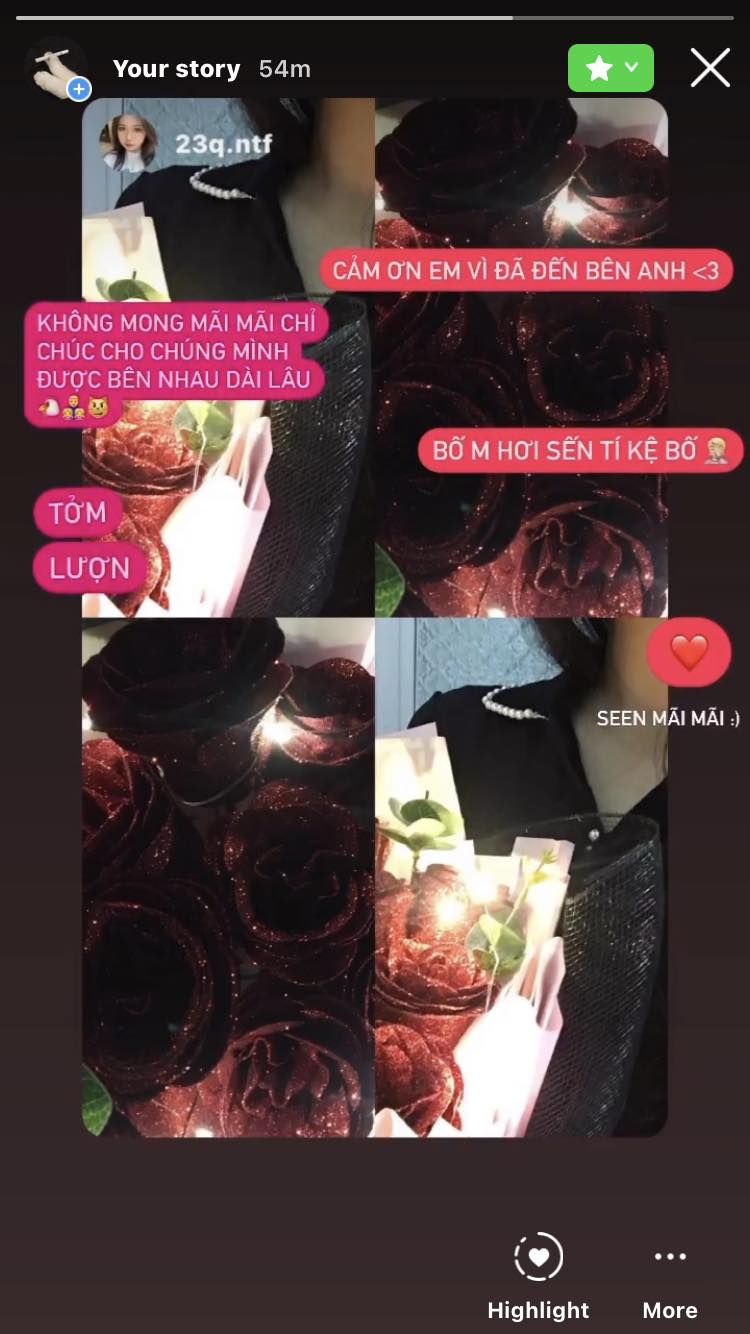 Your story 54m
23q.ntf
CẢM ƠN EM VÌ ĐÃ ĐẾN BÊN ANH <3
KHÔNG MONG MÃI MÃI CHỈ
CHÚC CHO CHÚNG MÌNH
ĐƯỢC BÊN NHAU DÀI LÂU
BỐ M HƠI SẾN TÍ KỆ BỐ
TỞM
LƯỢN
SEEN MÃI MÃI :)
Highlight
More